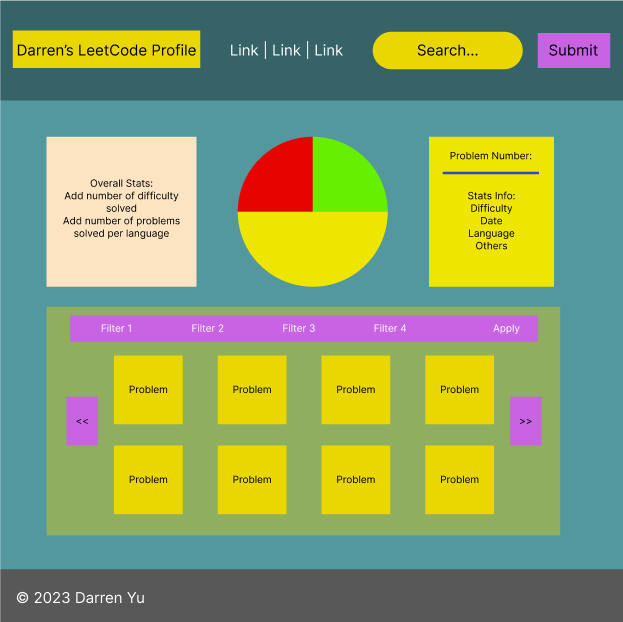 Darren’s LeetCode Profile
Link | Link | Link
Search...
Submit
Overall Stats:
Add number of difficulty
solved
Add number of problems
solved per language
Problem Number:
Stats Info:
Difficulty
Date
Language
Others
Filter 1
Filter 2
Filter 3
Filter 4
Apply
Problem
Problem
Problem
Problem
<<
>>
Problem
Problem
Problem
Problem
© 2023 Darren Yu